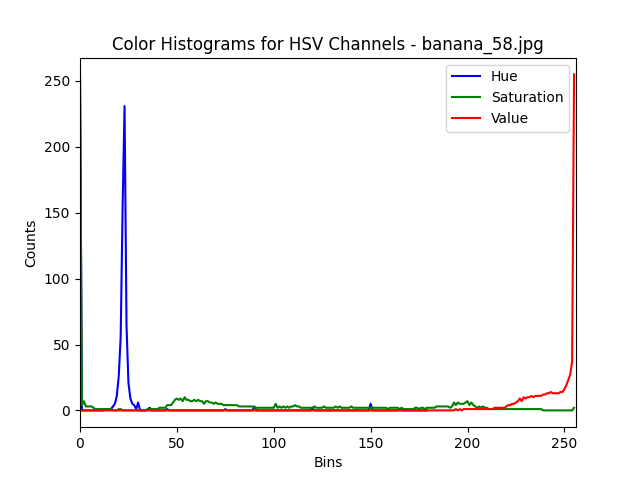 Color Histograms for HSV Channels - banana_58.jpg
Hue
Saturation
Value
250
200
150
100
50
0
Counts
0 50 100 150 200 250
Bins